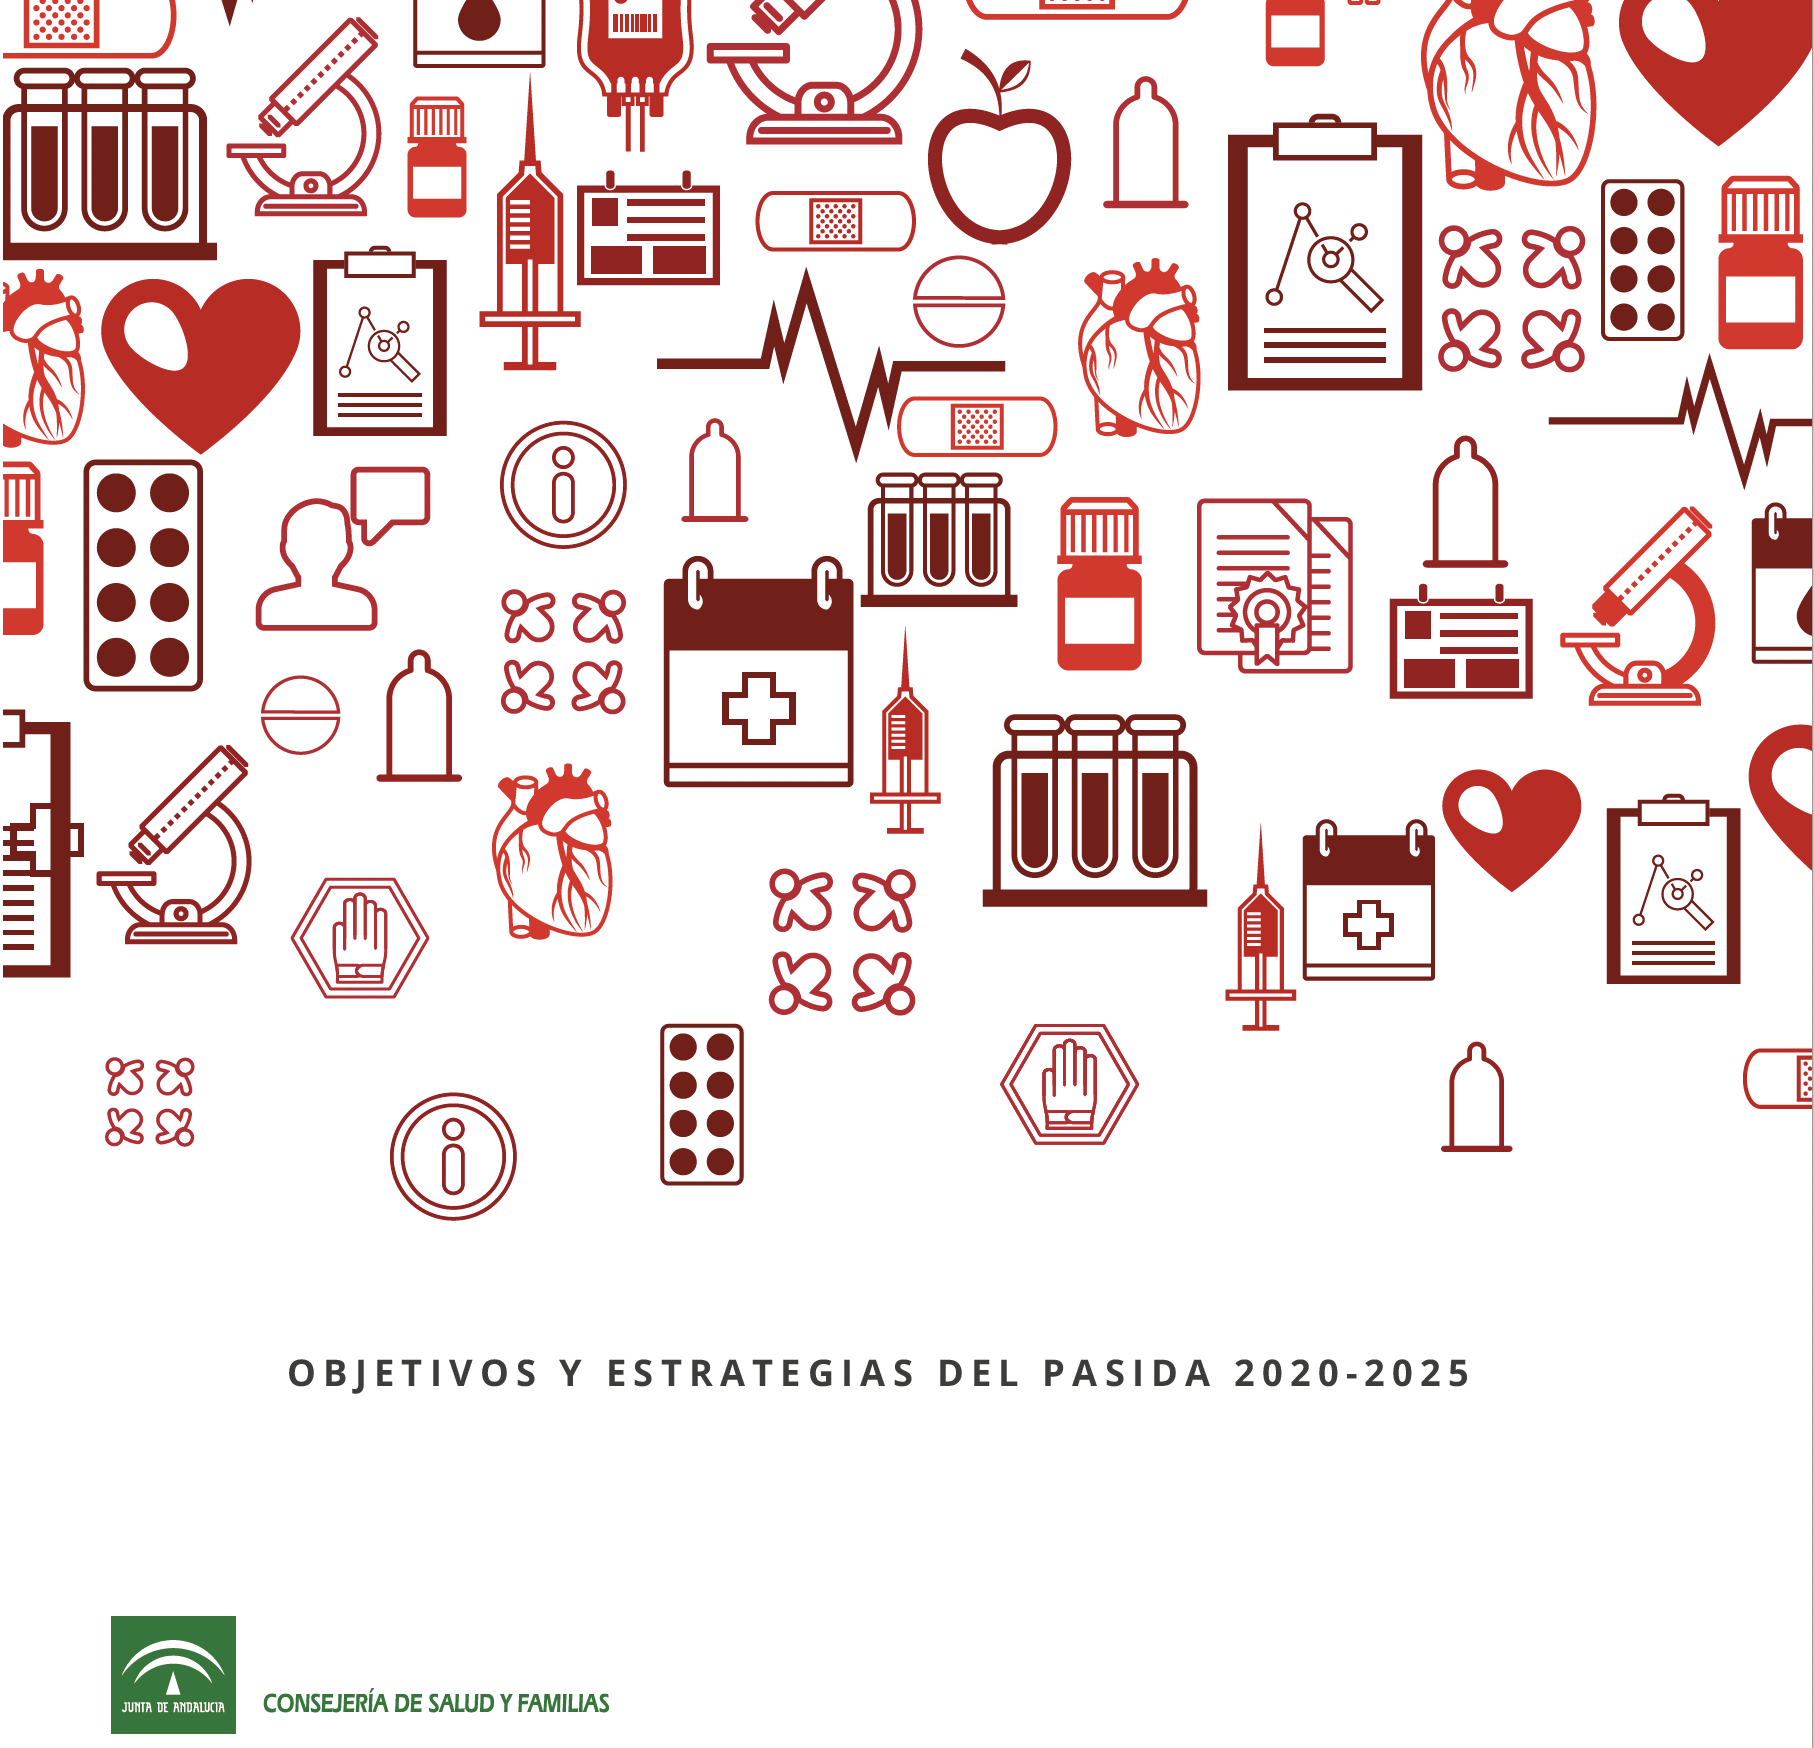 OBJETIVOS Y ESTRATEGIAS DEL PASIDA 2020-2025
JUNTA DE ANDALUCIA
CONSEJERÍA DE SALUD Y FAMILIAS